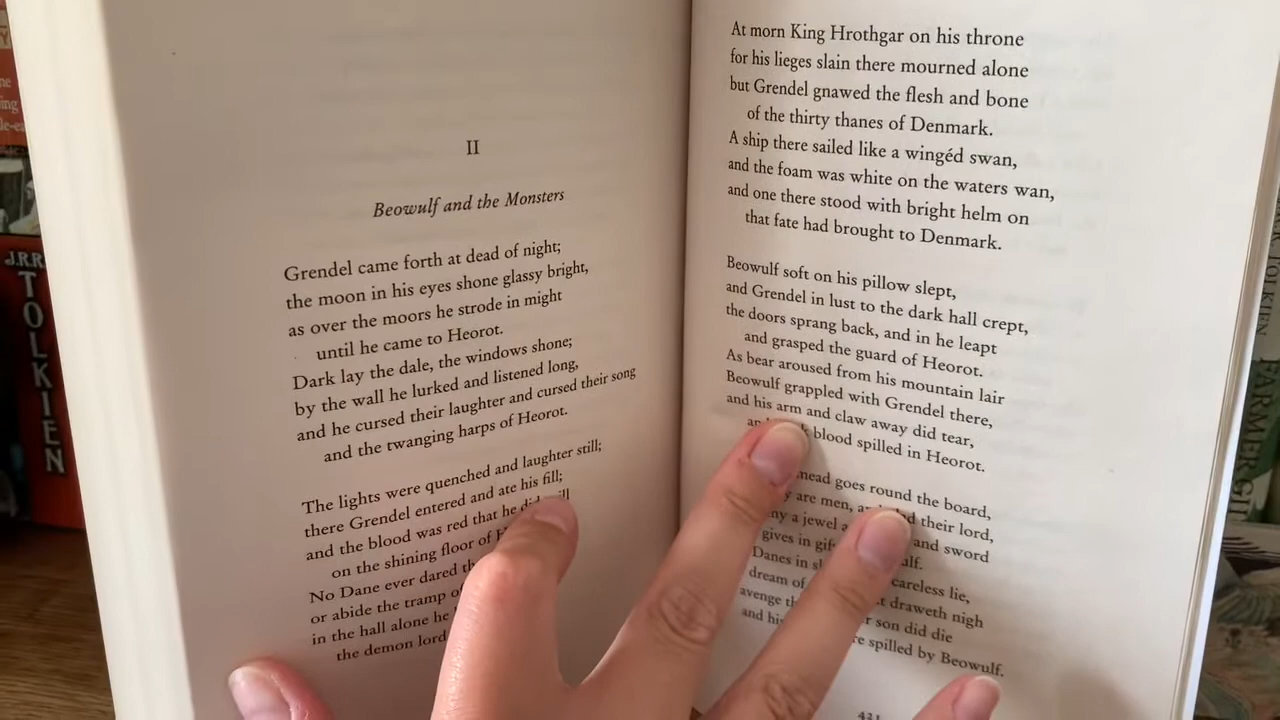 II
Beowulf and the Monsters
Grendel came forth at dead of night;
the moon in his eyes shone glassy bright,
as over the moors he strode in might
until he came to Heorot.
Dark lay the dale, the windows shone;
by the wall he lurked and listened long,
and he cursed their laughter and cursed their song
and the twanging harps of Heorot.
The lights were quenched and laughter still;
there Grendel entered and ate his fill;
and the blood was red that he did
on the shining floor of
No Dane ever dared
or abide the tramp
in the hall alone he
the demon lord
At morn King Hrothgar on his throne
for his lieges slain there mourned alone
but Grendel gnawed the flesh and bone
of the thirty thanes of Denmark.
A ship there sailed like a wingéd swan,
and the foam was white on the waters wan,
and one there stood with bright helm on
that fate had brought to Denmark.
Beowulf soft on his pillow slept,
and Grendel in lust to the dark hall crept,
the doors sprang back, and in he leapt
and grasped the guard of Heorot.
As bear aroused from his mountain lair
Beowulf grappled with Grendel there,
and his arm and claw away did tear,
blood spilled in Heorot.
mead goes round the board,
are men, their lord,
a jewel and sword
gives in
Danes in careless lie,
dream of draweth nigh
avenge son did die
and spilled by Beowulf.
J.R.R.
TOLKIEN
TOLKIEN
FARMER